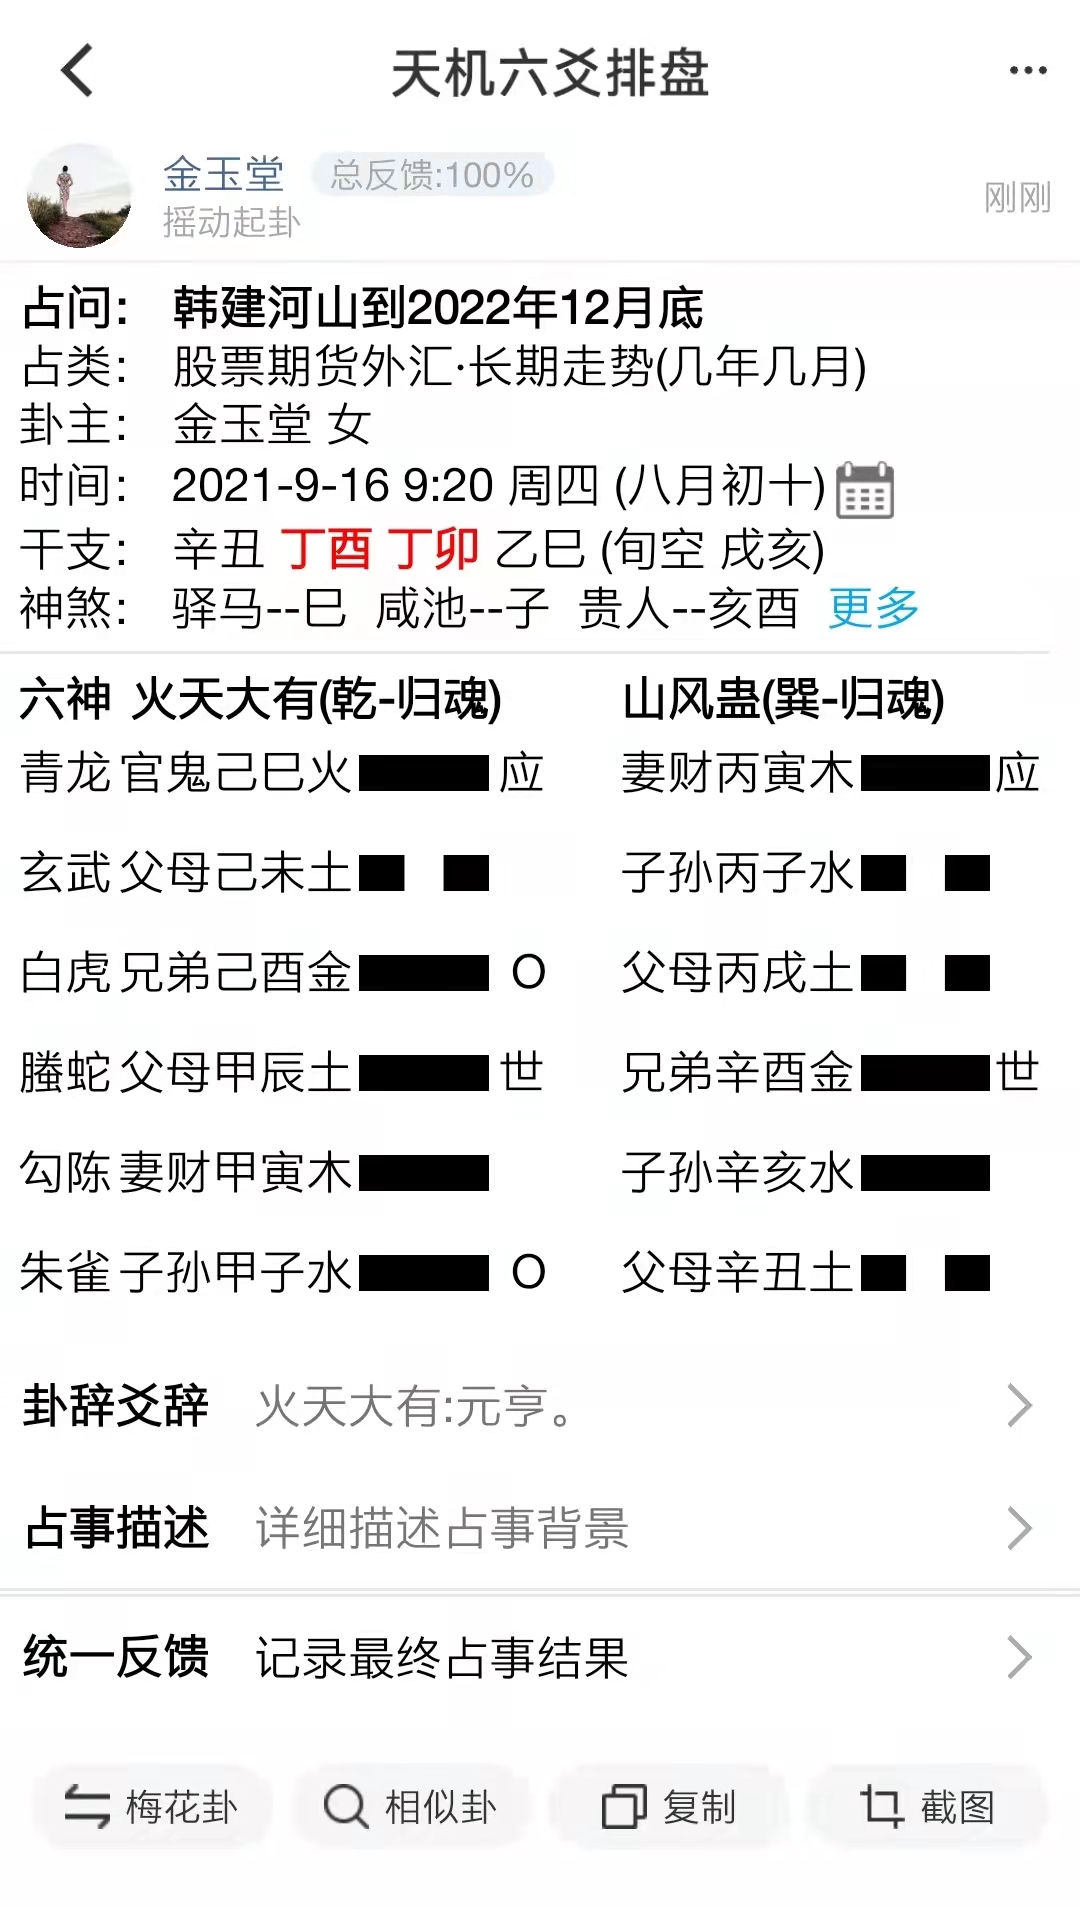 天机六爻排盘
金玉堂 总反馈:100%
摇动起卦
刚刚
占问: 韩建河山到2022年12月底
占类: 股票期货外汇·长期走势(几年几月)
卦主: 金玉堂 女
时间: 2021-9-16 9:20 周四 (八月初十)
干支: 辛丑 丁酉 丁卯 乙巳 (旬空 戌亥)
神煞: 驿马--巳 咸池--子 贵人--亥酉 更多
六神 火天大有(乾-归魂) 山风蛊(巽-归魂)
青龙 官鬼己巳火 应 妻财丙寅木 应
玄武 父母己未土 子孙丙子水
白虎 兄弟己酉金 O 父母丙戌土
螣蛇 父母甲辰土 世 兄弟辛酉金 世
勾陈 妻财甲寅木 子孙辛亥水
朱雀 子孙甲子水 O 父母辛丑土
卦辞爻辞 火天大有:元亨。
占事描述 详细描述占事背景
统一反馈 记录最终占事结果
梅花卦 相似卦 复制 截图